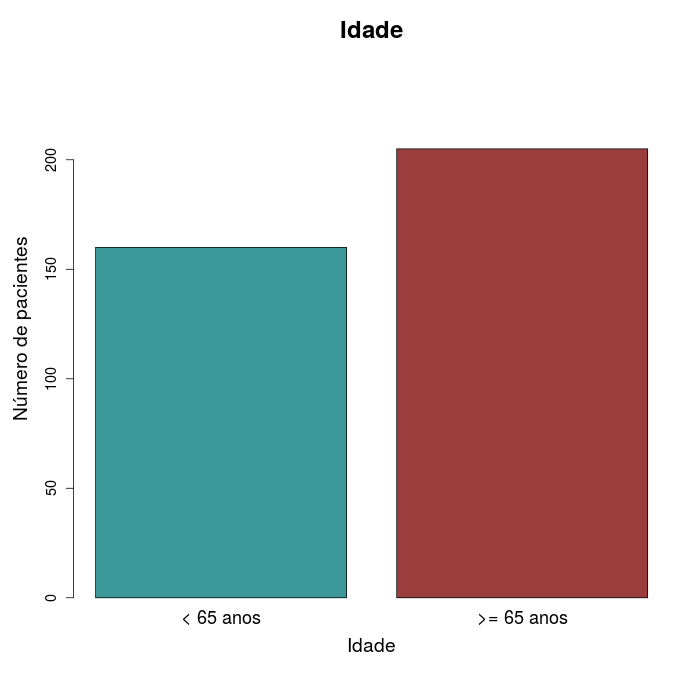 Idade
Número de pacientes
200
150
100
50
0
< 65 anos
>= 65 anos
Idade